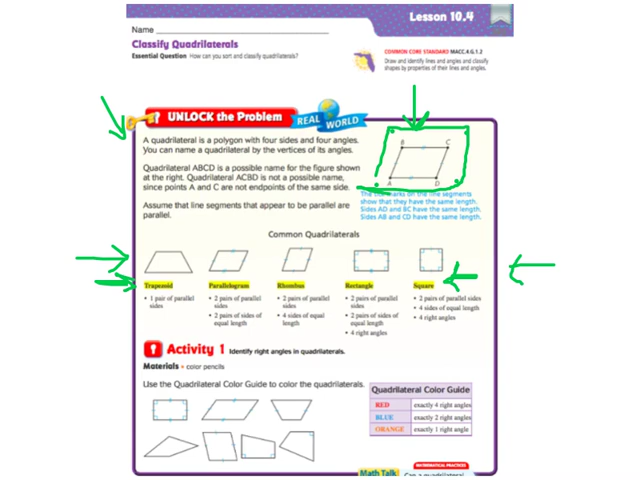 Lesson 10.4
Name
Classify Quadrilaterals
Essential Question How can you sort and classify quadrilaterals?
COMMON CORE STANDARD MACC.4.G.1.2
Draw and identify lines and angles and classify
shapes by properties of their lines and angles.
UNLOCK the Problem REAL WORLD
A quadrilateral is a polygon with four sides and four angles.
You can name a quadrilateral by the vertices of its angles.
Quadrilateral ABCD is a possible name for the figure shown
at the right. Quadrilateral ACBD is not a possible name,
since points A and C are not endpoints of the same side.
Assume that line segments that appear to be parallel are
parallel.
B C
A D
The tick marks on the line segments
show that they have the same length.
Sides AD and BC have the same length.
Sides AB and CD have the same length.
Common Quadrilaterals
Trapezoid
• 1 pair of parallel
sides
Parallelogram
• 2 pairs of parallel
sides
• 2 pairs of sides of
equal length
Rhombus
• 2 pairs of parallel
sides
• 4 sides of equal
length
Rectangle
• 2 pairs of parallel
sides
• 2 pairs of sides of
equal length
• 4 right angles
Square
• 2 pairs of parallel sides
• 4 sides of equal length
• 4 right angles
Activity 1 Identify right angles in quadrilaterals.
Materials • color pencils
Use the Quadrilateral Color Guide to color the quadrilaterals.
Quadrilateral Color Guide
RED exactly 4 right angles
BLUE exactly 2 right angles
ORANGE exactly 1 right angle
MATHEMATICAL PRACTICES
Math Talk Can a quadrilateral